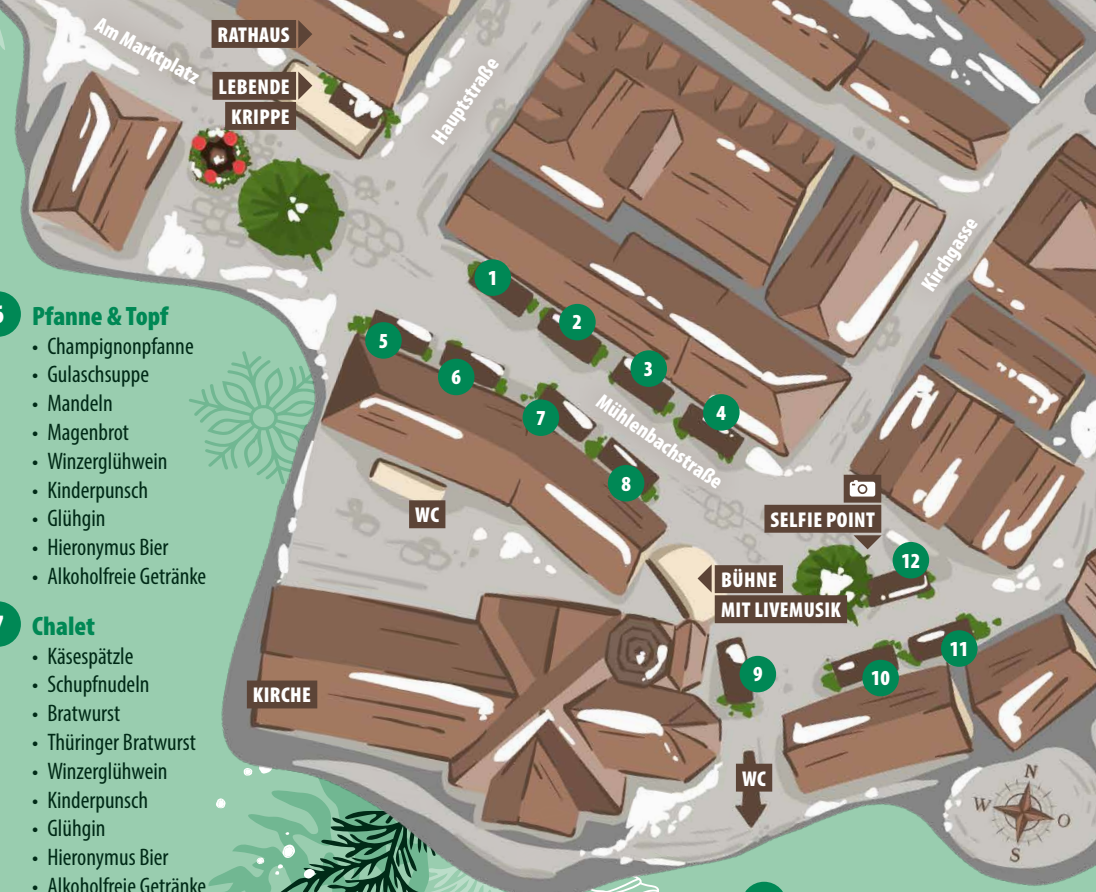 Am Marktplatz
RATHAUS
LEBENDE
KRIPPE
Hauptstraße
Kirchgasse
1
2
3
4
5
6
7
8
Mühlenbachstraße
WC
SELFIE POINT
12
BÜHNE
MIT LIVEMUSIK
11
10
9
KIRCHE
WC
N
W
O
S
Pfanne & Topf
• Champignonpfanne
• Gulaschsuppe
• Mandeln
• Magenbrot
• Winzerglühwein
• Kinderpunsch
• Glühgin
• Hieronymus Bier
• Alkoholfreie Getränke
Chalet
• Käsespätzle
• Schupfnudeln
• Bratwurst
• Thüringer Bratwurst
• Winzerglühwein
• Kinderpunsch
• Glühgin
• Hieronymus Bier
• Alkoholfreie Getränke